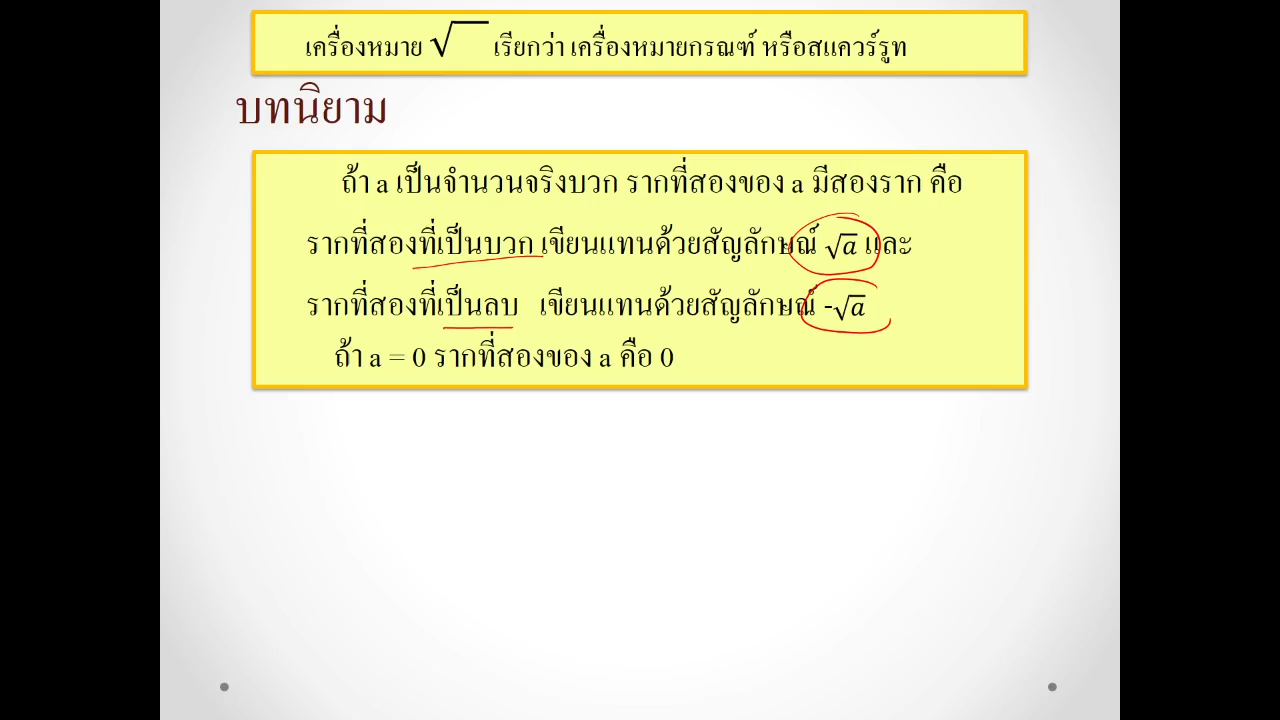 เครื่องหมาย √ เรียกว่า เครื่องหมายกรณฑ์ หรือสแควร์รูท
บทนิยาม
ถ้า a เป็นจำนวนจริงบวก รากที่สองของ a มีสองราก คือ
รากที่สองที่เป็นบวก เขียนแทนด้วยสัญลักษณ์ √a และ
รากที่สองที่เป็นลบ เขียนแทนด้วยสัญลักษณ์ -√a
ถ้า a = 0 รากที่สองของ a คือ 0